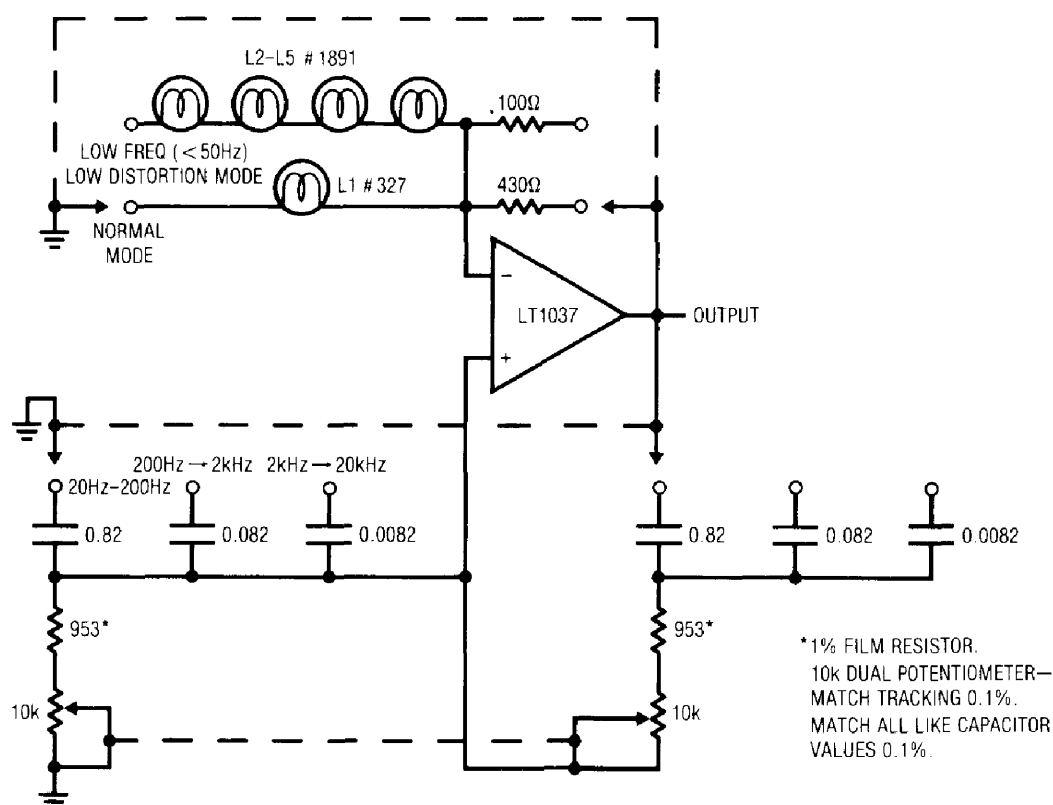 L2–L5 # 1891
.100Ω
LOW FREQ (<50Hz)
LOW DISTORTION MODE
L1 # 327
430Ω
NORMAL
MODE
−
LT1037
OUTPUT
+
200Hz→2kHz
2kHz→20kHz
20Hz–200Hz
0.82
0.082
0.0082
0.82
0.082
0.0082
953*
953*
10k
10k
*1% FILM RESISTOR.
10k DUAL POTENTIOMETER—
MATCH TRACKING 0.1%.
MATCH ALL LIKE CAPACITOR
VALUES 0.1%.